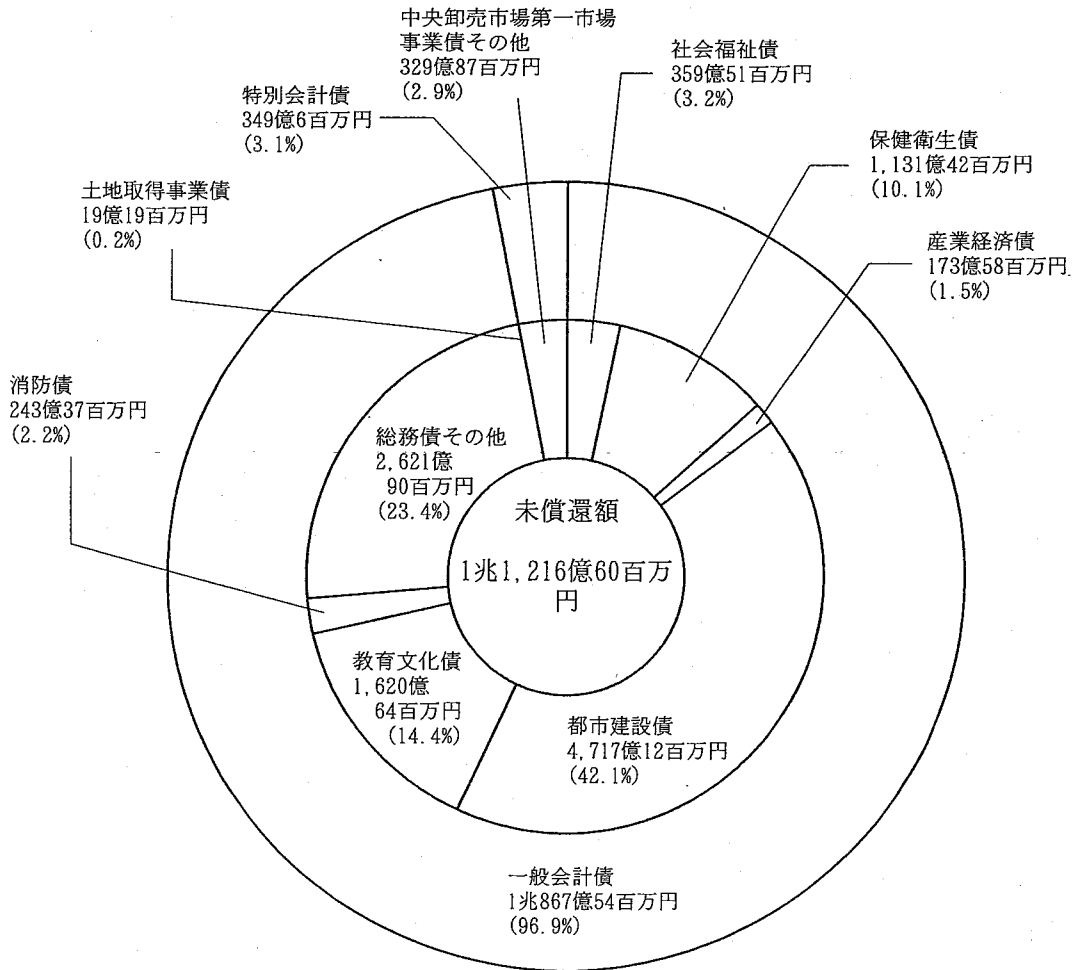 中央卸売市場第一市場
事業債その他
329億87百万円
(2.9%)
社会福祉債
359億51百万円
(3.2%)
特別会計債
349億6百万円
(3.1%)
保健衛生債
1,131億42百万円
(10.1%)
土地取得事業債
19億19百万円
(0.2%)
産業経済債
173億58百万円
(1.5%)
消防債
243億37百万円
(2.2%)
総務債その他
2,621億
90百万円
(23.4%)
未償還額
1兆1,216億60百万
円
教育文化債
1,620億
64百万円
(14.4%)
都市建設債
4,717億12百万円
(42.1%)
一般会計債
1兆867億54百万円
(96.9%)